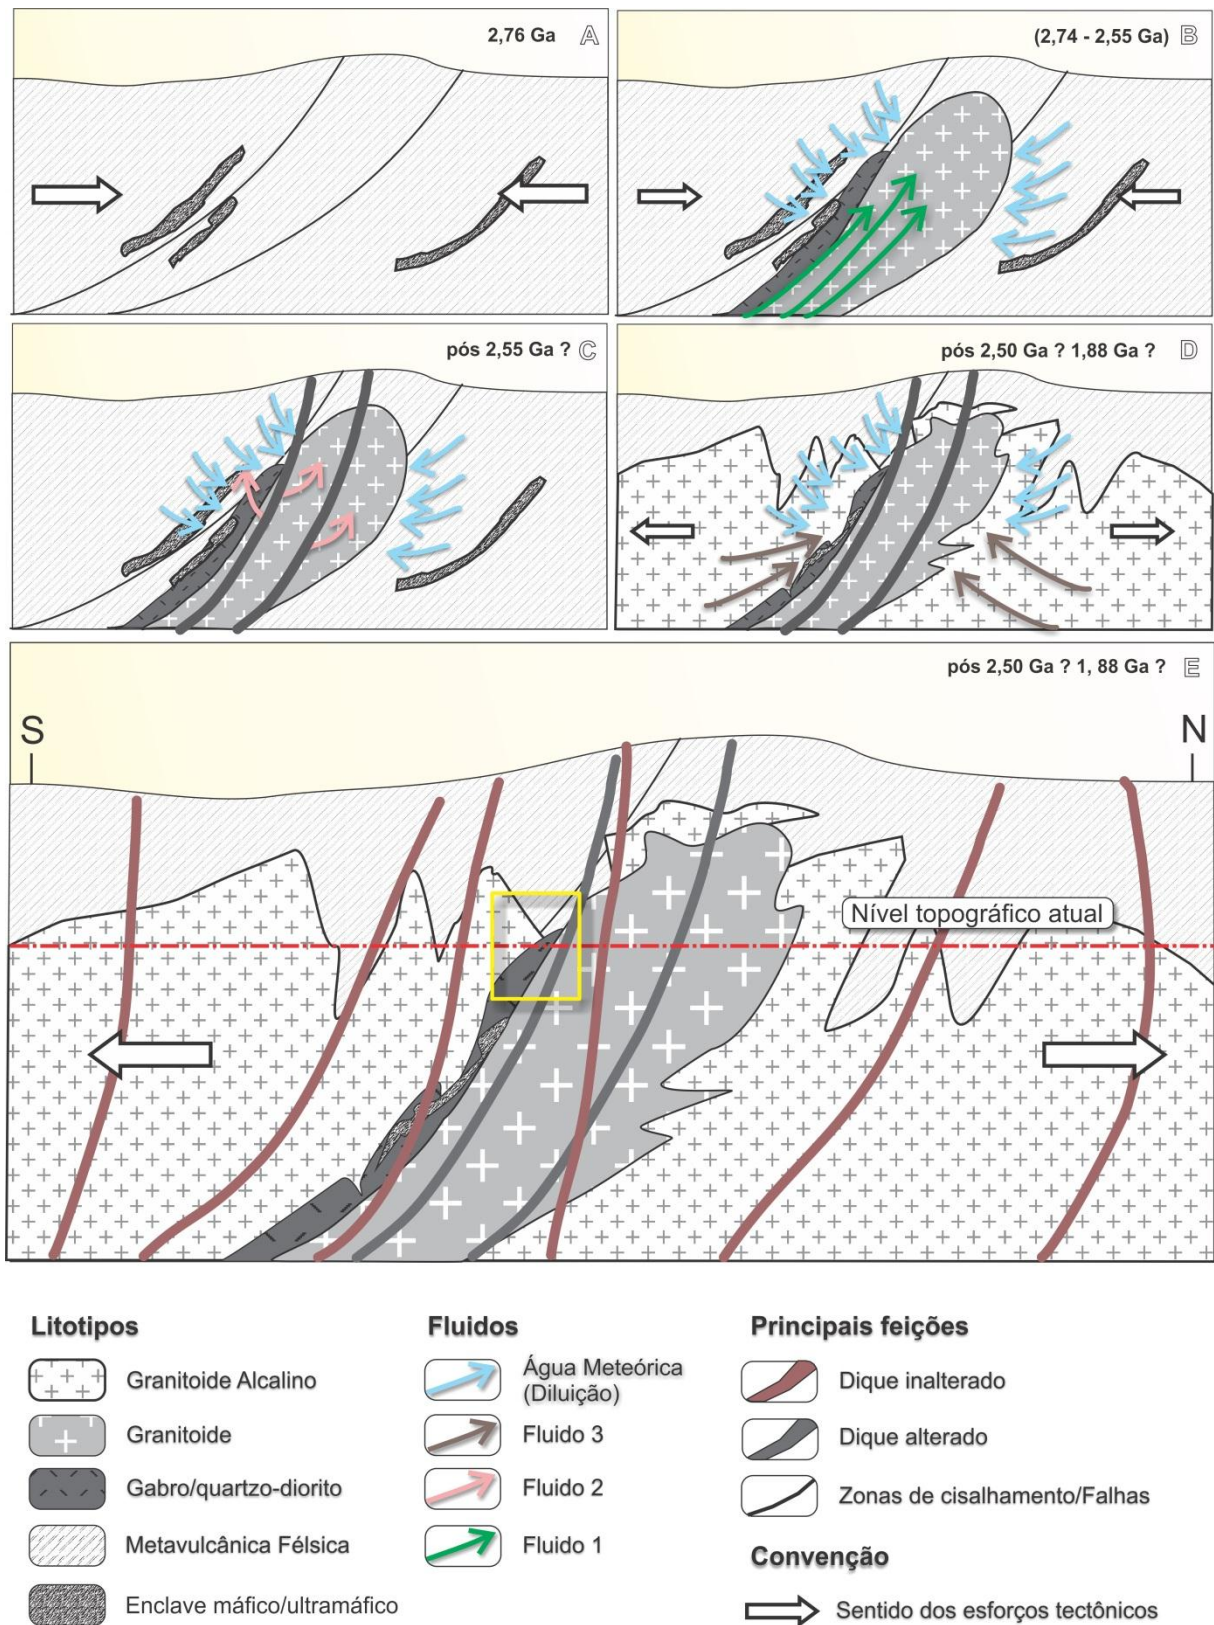 2,76 Ga A
(2,74 - 2,55 Ga) B
pós 2,55 Ga ? C
pós 2,50 Ga ? 1,88 Ga ? D
pós 2,50 Ga ? 1, 88 Ga ? E
S
N
Nível topográfico atual
Litotipos
Granitoide Alcalino
Granitoide
Gabro/quartzo-diorito
Metavulcânica Félsica
Enclave máfico/ultramáfico
Fluidos
Água Meteórica
(Diluição)
Fluido 3
Fluido 2
Fluido 1
Principais feições
Dique inalterado
Dique alterado
Zonas de cisalhamento/Falhas
Convenção
Sentido dos esforços tectônicos